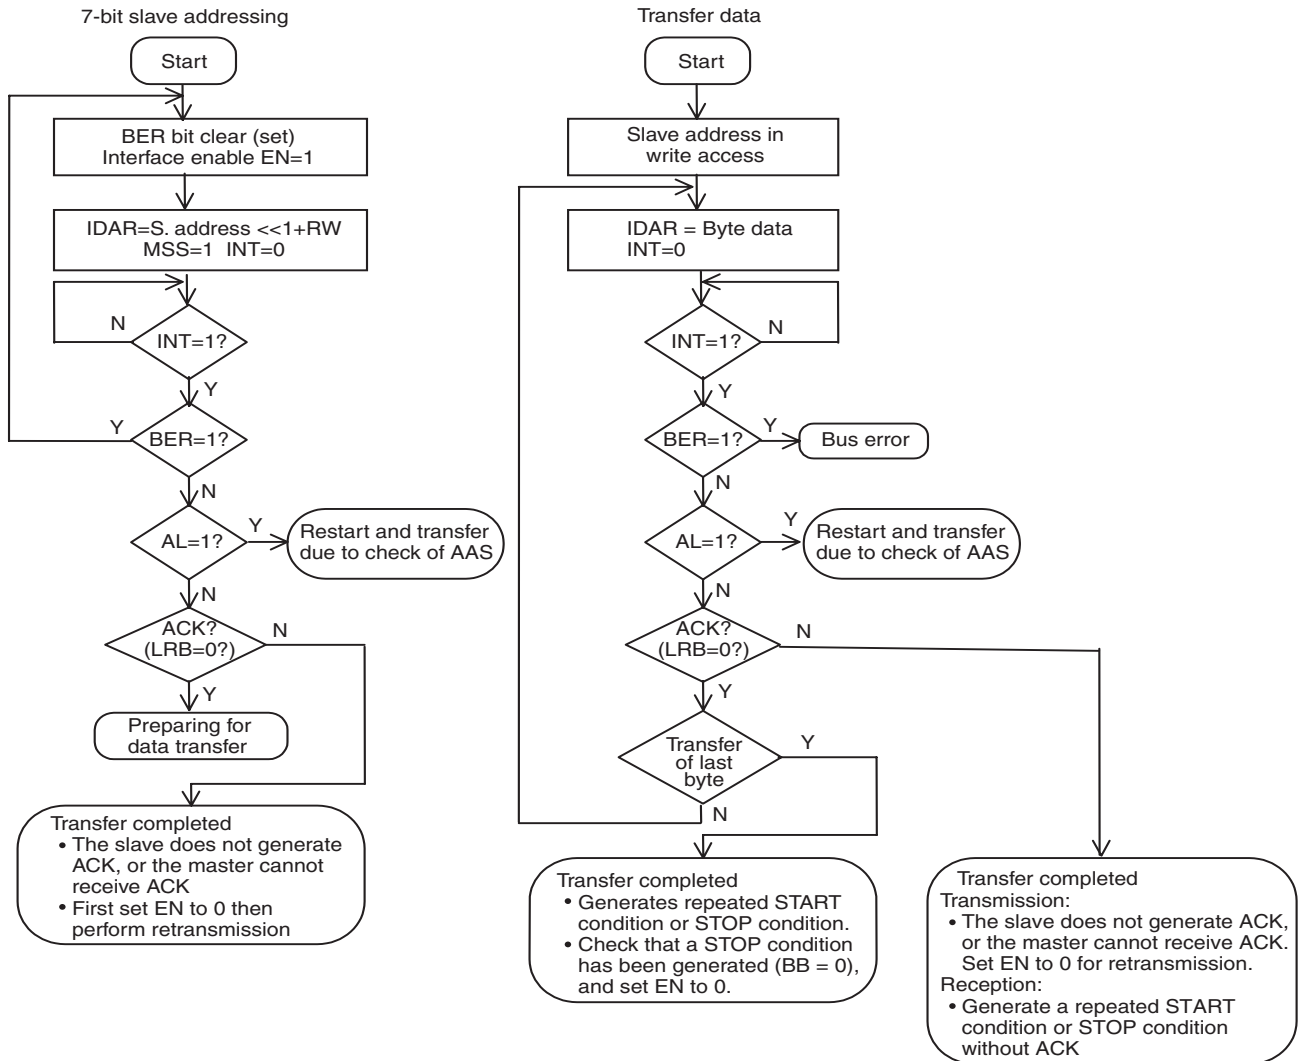 7-bit slave addressing
Start
BER bit clear (set)
Interface enable EN=1
IDAR=S. address <<1+RW
MSS=1 INT=0
N
INT=1?
Y
Y
BER=1?
N
AL=1?
Y
Restart and transfer
due to check of AAS
N
ACK?
(LRB=0?)
N
Y
Preparing for
data transfer
Transfer completed
• The slave does not generate
ACK, or the master cannot
receive ACK
• First set EN to 0 then
perform retransmission
Transfer data
Start
Slave address in
write access
IDAR = Byte data
INT=0
INT=1?
N
Y
BER=1?
Y
Bus error
N
AL=1?
Y
Restart and transfer
due to check of AAS
N
ACK?
(LRB=0?)
N
Y
Transfer
of last
byte
Y
N
Transfer completed
• Generates repeated START
condition or STOP condition.
• Check that a STOP condition
has been generated (BB = 0),
and set EN to 0.
Transfer completed
Transmission:
• The slave does not generate ACK,
or the master cannot receive ACK.
Set EN to 0 for retransmission.
Reception:
• Generate a repeated START
condition or STOP condition
without ACK